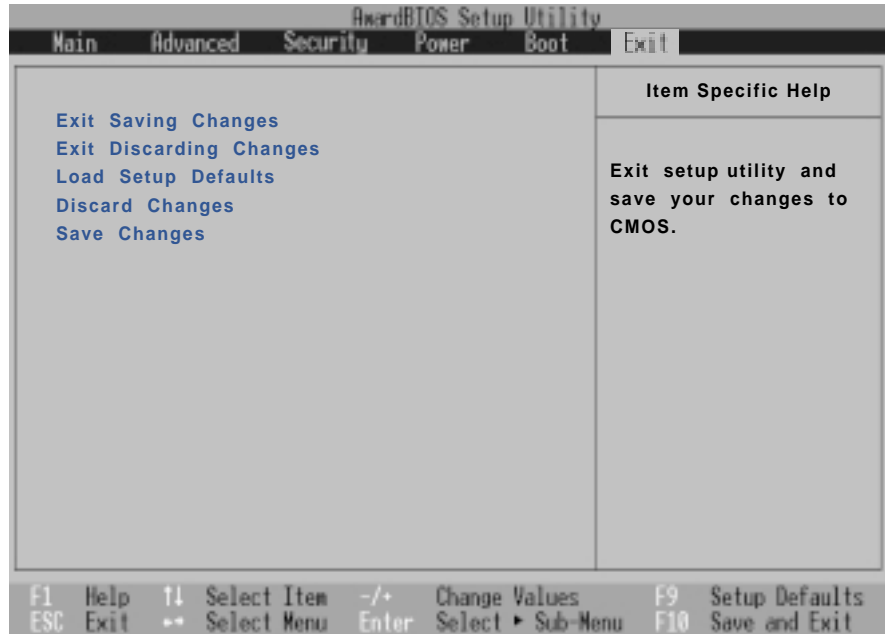 AwardBIOS Setup Utility
Main Advanced Security Power Boot Exit
Item Specific Help
Exit Saving Changes
Exit Discarding Changes
Load Setup Defaults
Discard Changes
Save Changes
Exit setup utility and
save your changes to
CMOS.
F1 Help ↑↓ Select Item -/+ Change Values F9 Setup Defaults
ESC Exit ←→ Select Menu Enter Select ▶ Sub-Menu F10 Save and Exit